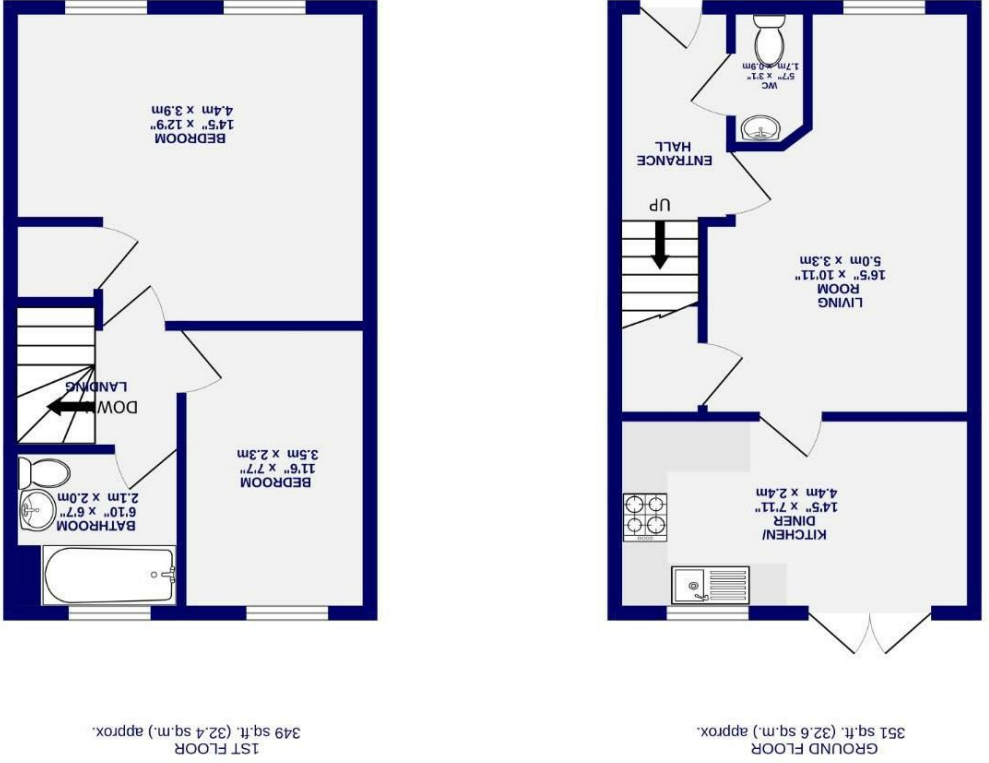 GROUND FLOOR
351 sq.ft. (32.6 sq.m.) approx.
1ST FLOOR
349 sq.ft. (32.4 sq.m.) approx.
KITCHEN/
DINER
14'5" x 7'11"
4.4m x 2.4m
LIVING
ROOM
16'5" x 10'11"
5.0m x 3.3m
UP
ENTRANCE
HALL
WC
5'7" x 3'1"
1.7m x 0.9m
BATHROOM
6'10" x 6'7"
2.1m x 2.0m
BEDROOM
11'6" x 7'7"
3.5m x 2.3m
DOWN
LANDING
BEDROOM
14'5" x 12'9"
4.4m x 3.9m